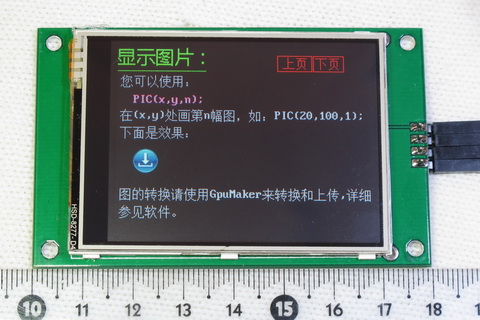 显示图片：
上页 下页
您可以使用：
PIC(x,y,n);
在(x,y)处画第n幅图，如：PIC(20,100,1);
下面是效果：
图的转换请使用GpuMaker来转换和上传,详细
参见软件。
10 11 12 13 14 15 16 17 18